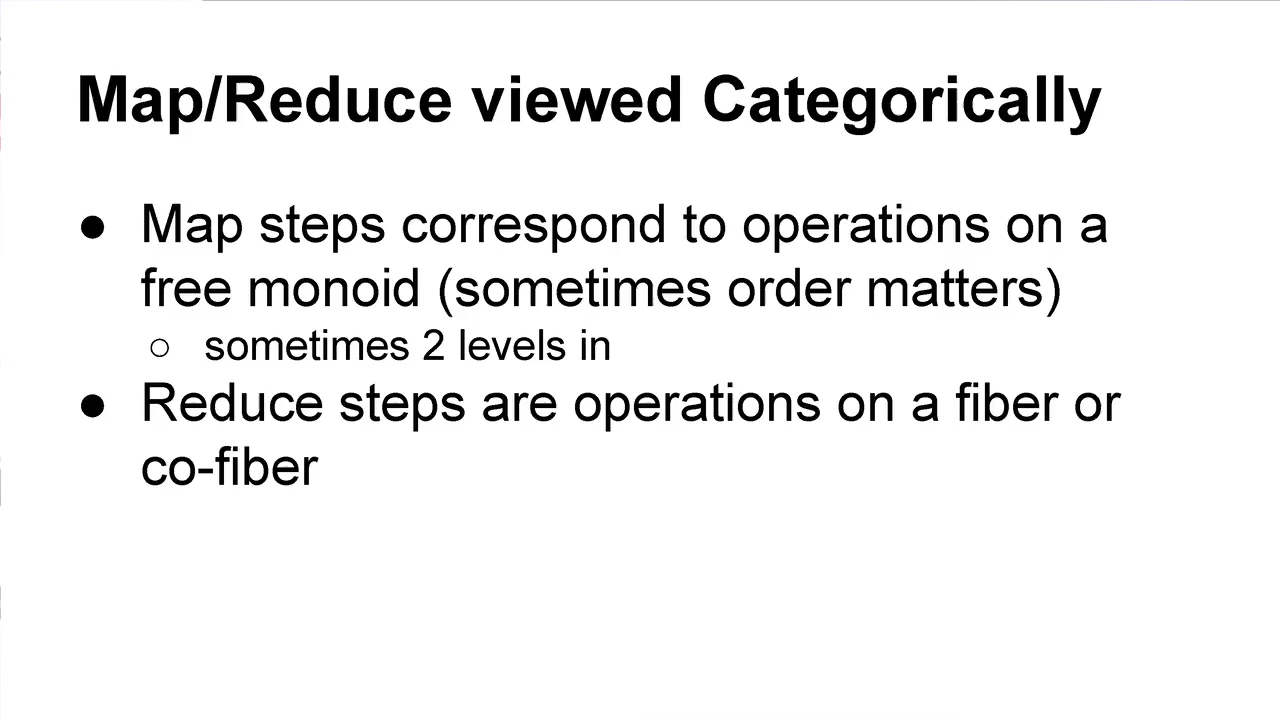 Map/Reduce viewed Categorically
● Map steps correspond to operations on a
free monoid (sometimes order matters)
○ sometimes 2 levels in
● Reduce steps are operations on a fiber or
co-fiber